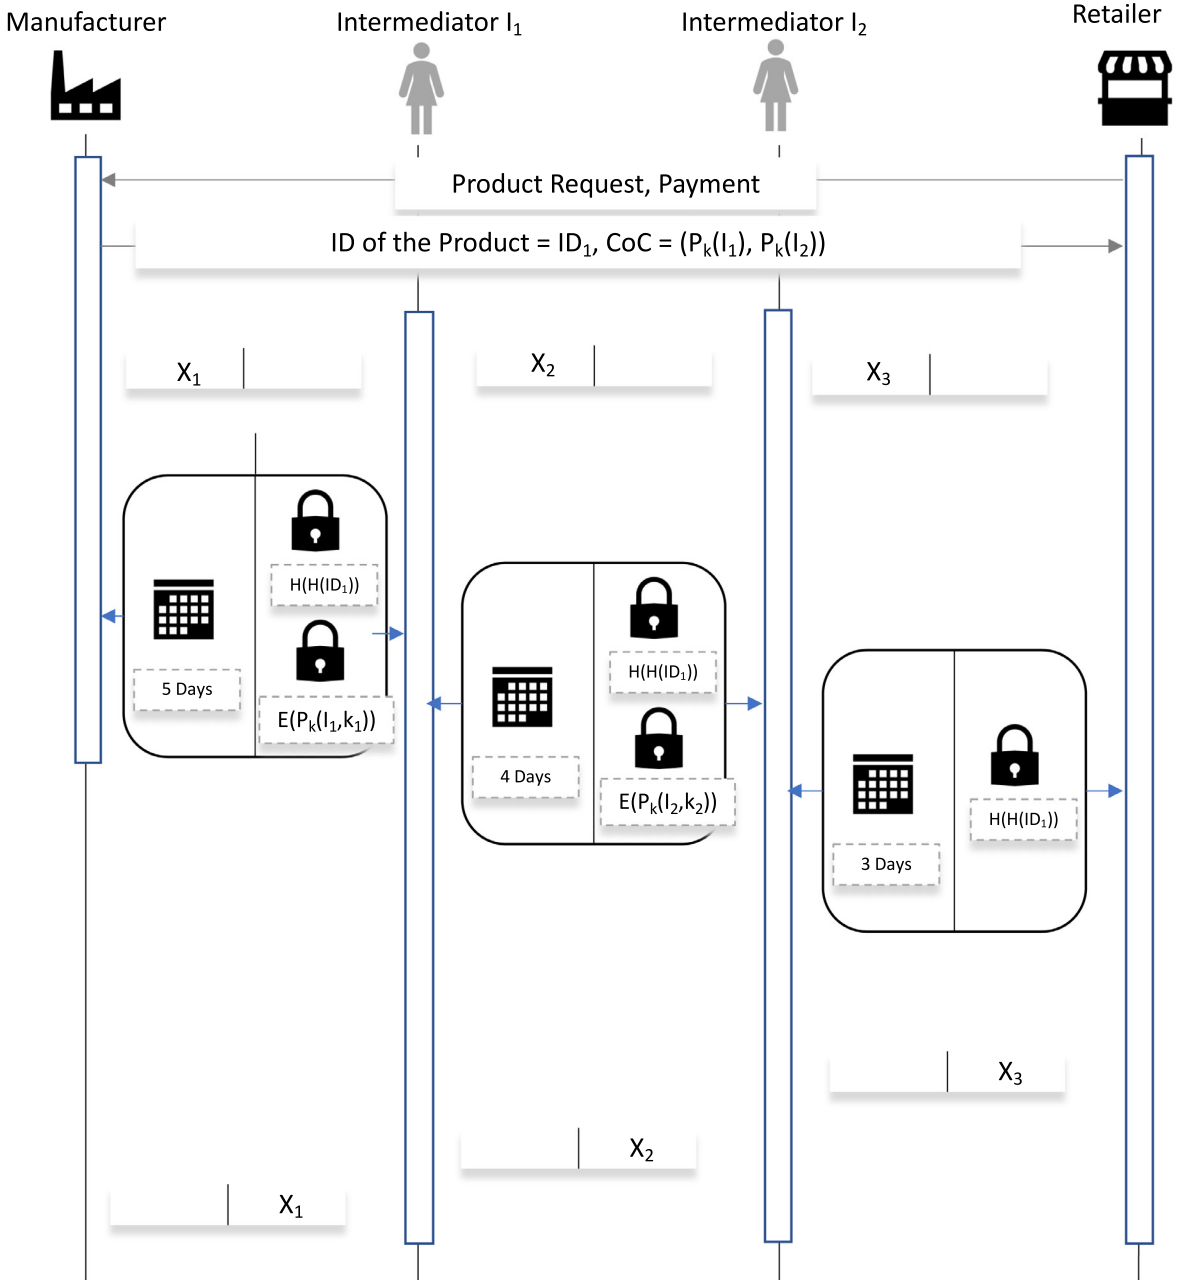 Manufacturer
Intermediator I₁
Intermediator I₂
Retailer
Product Request, Payment
ID of the Product = ID₁, CoC = (Pₖ(I₁), Pₖ(I₂))
X₁
X₂
X₃
H(H(ID₁))
5 Days
E(Pₖ(I₁,k₁))
H(H(ID₁))
4 Days
E(Pₖ(I₂,k₂))
H(H(ID₁))
3 Days
X₃
X₂
X₁